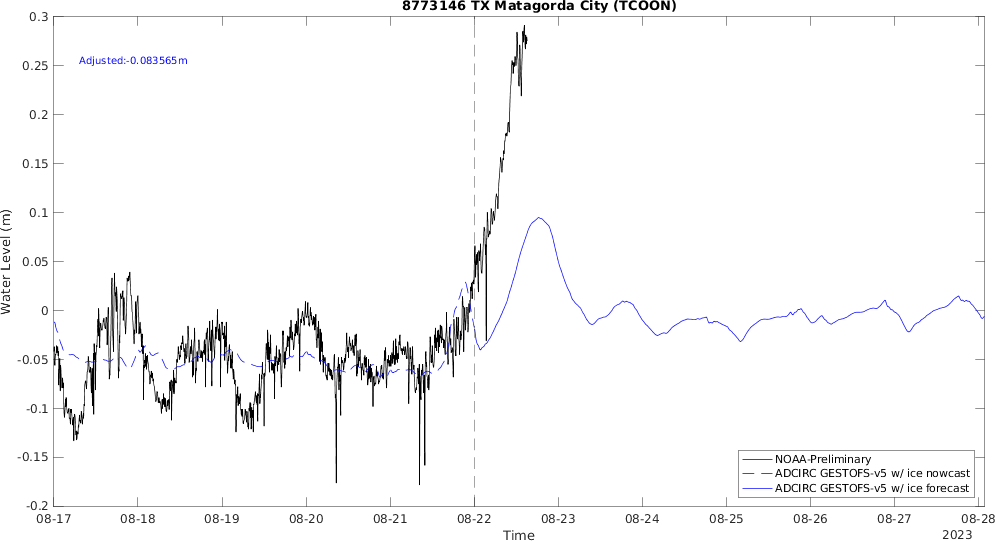 8773146 TX Matagorda City (TCOON)
Adjusted:-0.083565m
0.3
0.25
0.2
0.15
0.1
0.05
0
-0.05
-0.1
-0.15
-0.2
Water Level (m)
NOAA-Preliminary
ADCIRC GESTOFS-v5 w/ ice nowcast
ADCIRC GESTOFS-v5 w/ ice forecast
08-17 08-18 08-19 08-20 08-21 08-22 08-23 08-24 08-25 08-26 08-27 08-28
Time
2023